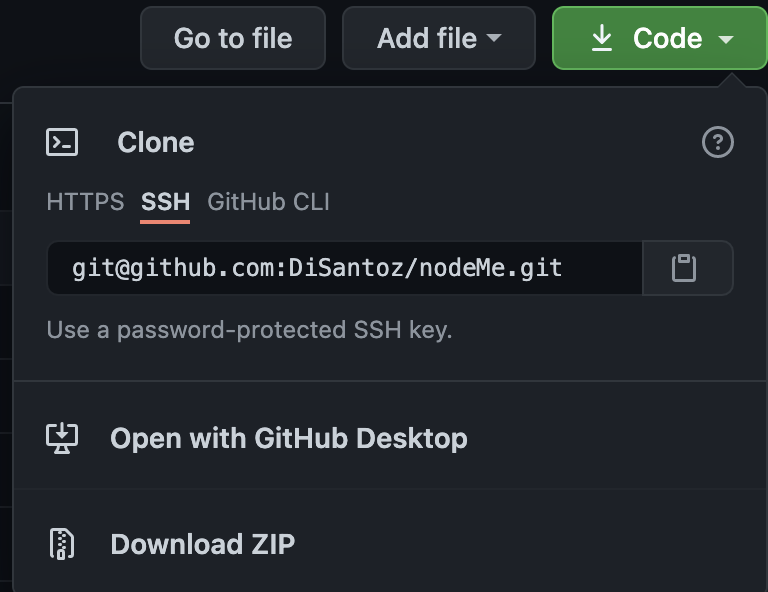 Go to file Add file Code
Clone
HTTPS SSH GitHub CLI
git@github.com:DiSantoz/nodeMe.git
Use a password-protected SSH key.
Open with GitHub Desktop
Download ZIP